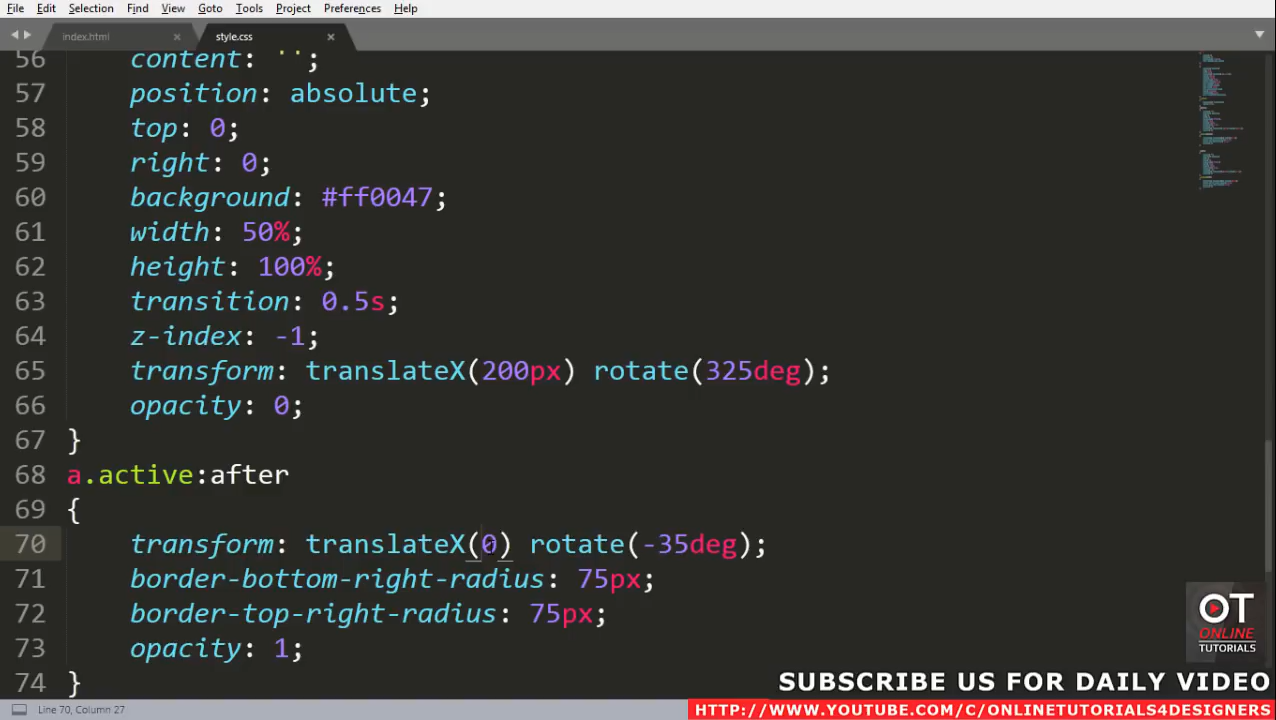 File Edit Selection Find View Goto Tools Project Preferences Help
index.html × style.css ×
56 content: '';
57 position: absolute;
58 top: 0;
59 right: 0;
60 background: #ff0047;
61 width: 50%;
62 height: 100%;
63 transition: 0.5s;
64 z-index: -1;
65 transform: translateX(200px) rotate(325deg);
66 opacity: 0;
67 }
68 a.active:after
69 {
70 transform: translateX(0) rotate(-35deg);
71 border-bottom-right-radius: 75px;
72 border-top-right-radius: 75px;
73 opacity: 1;
74 }
OT
ONLINE
TUTORIALS
SUBSCRIBE US FOR DAILY VIDEO
Line 70, Column 27
HTTP://WWW.YOUTUBE.COM/C/ONLINETUTORIALS4DESIGNERS